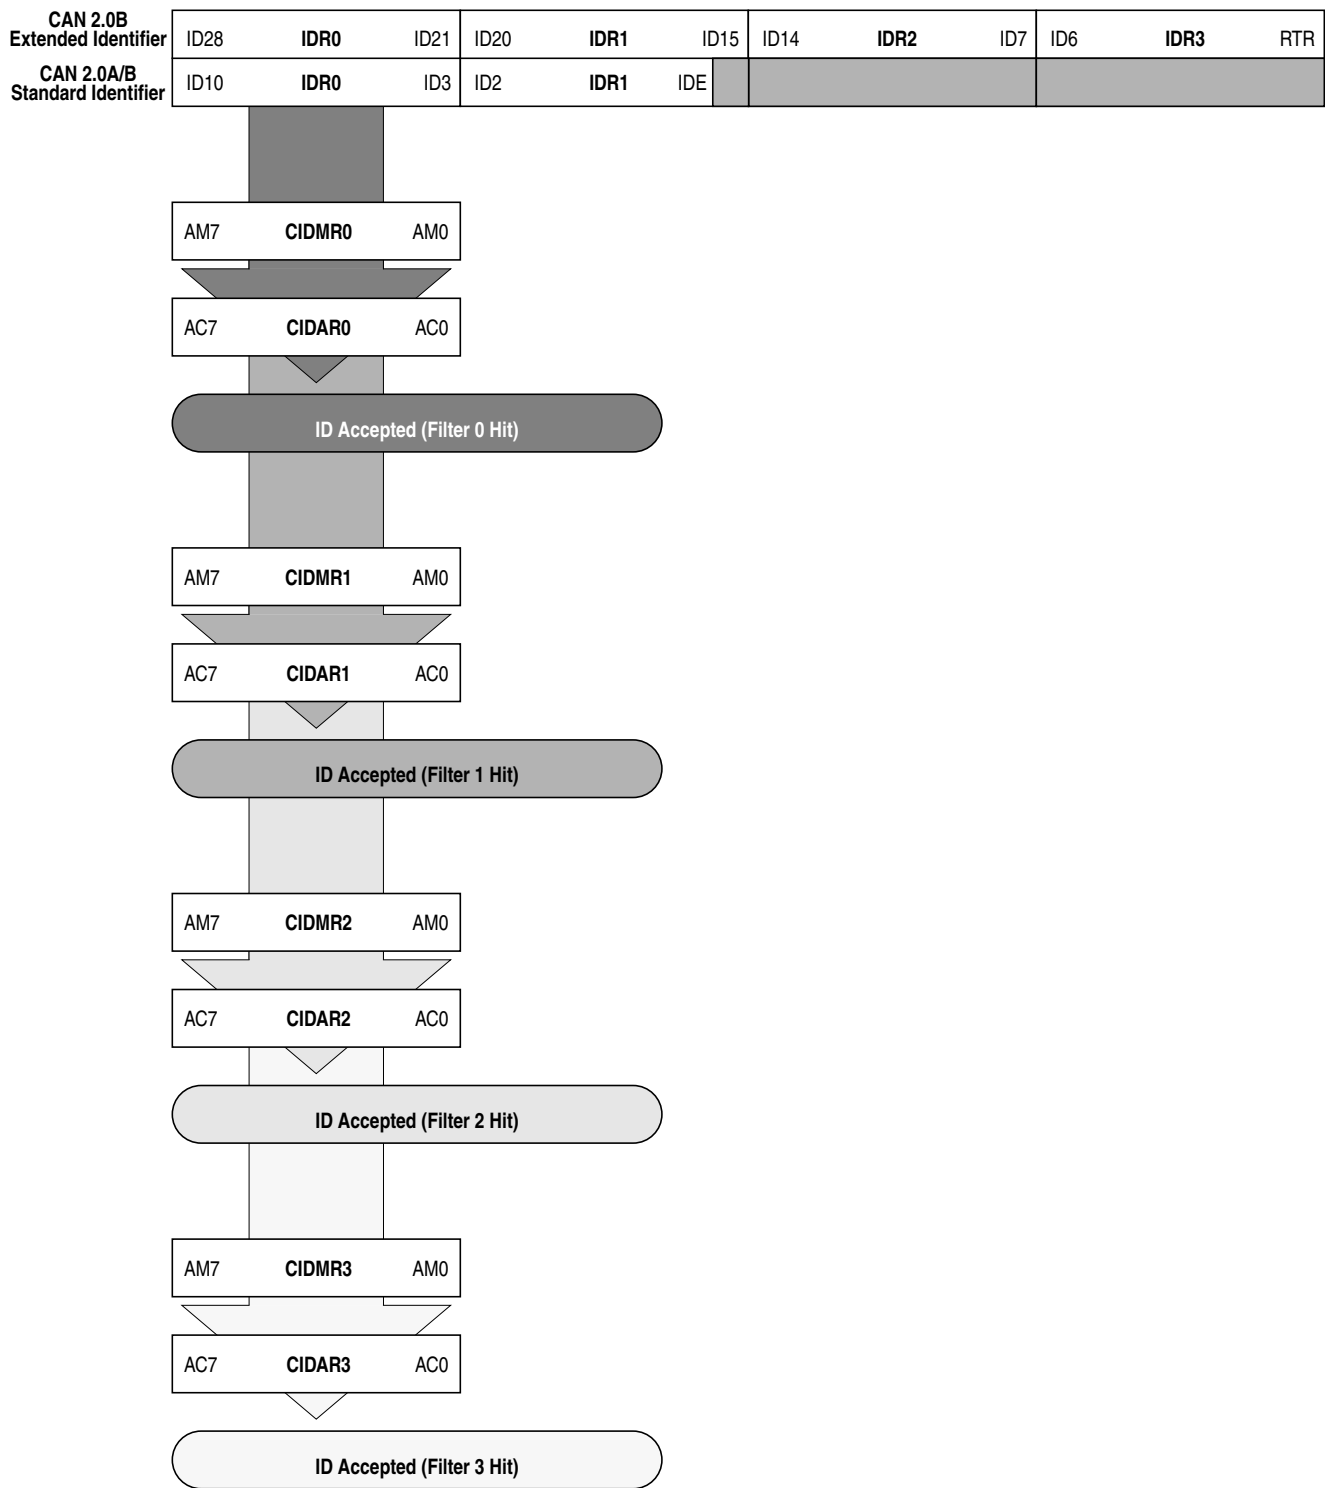 CAN 2.0B
Extended Identifier
ID28 IDR0 ID21 ID20 IDR1 ID15 ID14 IDR2 ID7 ID6 IDR3 RTR
CAN 2.0A/B
Standard Identifier
ID10 IDR0 ID3 ID2 IDR1 IDE
AM7 CIDMR0 AM0
AC7 CIDAR0 AC0
ID Accepted (Filter 0 Hit)
AM7 CIDMR1 AM0
AC7 CIDAR1 AC0
ID Accepted (Filter 1 Hit)
AM7 CIDMR2 AM0
AC7 CIDAR2 AC0
ID Accepted (Filter 2 Hit)
AM7 CIDMR3 AM0
AC7 CIDAR3 AC0
ID Accepted (Filter 3 Hit)